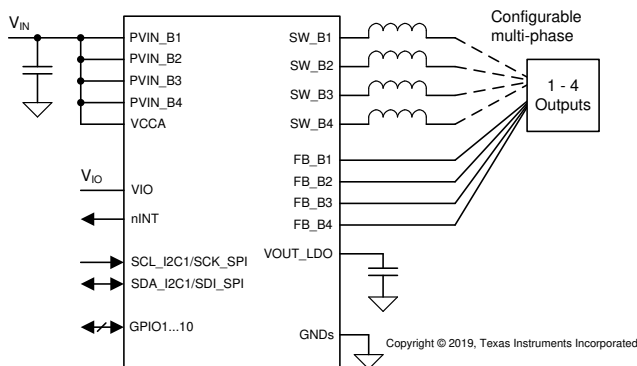 VIN
PVIN_B1
PVIN_B2
PVIN_B3
PVIN_B4
VCCA
VIO
VIO
nINT
SCL_I2C1/SCK_SPI
SDA_I2C1/SDI_SPI
GPIO1...10
SW_B1
SW_B2
SW_B3
SW_B4
FB_B1
FB_B2
FB_B3
FB_B4
VOUT_LDO
GNDs
Configurable
multi-phase
1 - 4
Outputs
Copyright © 2019, Texas Instruments Incorporated